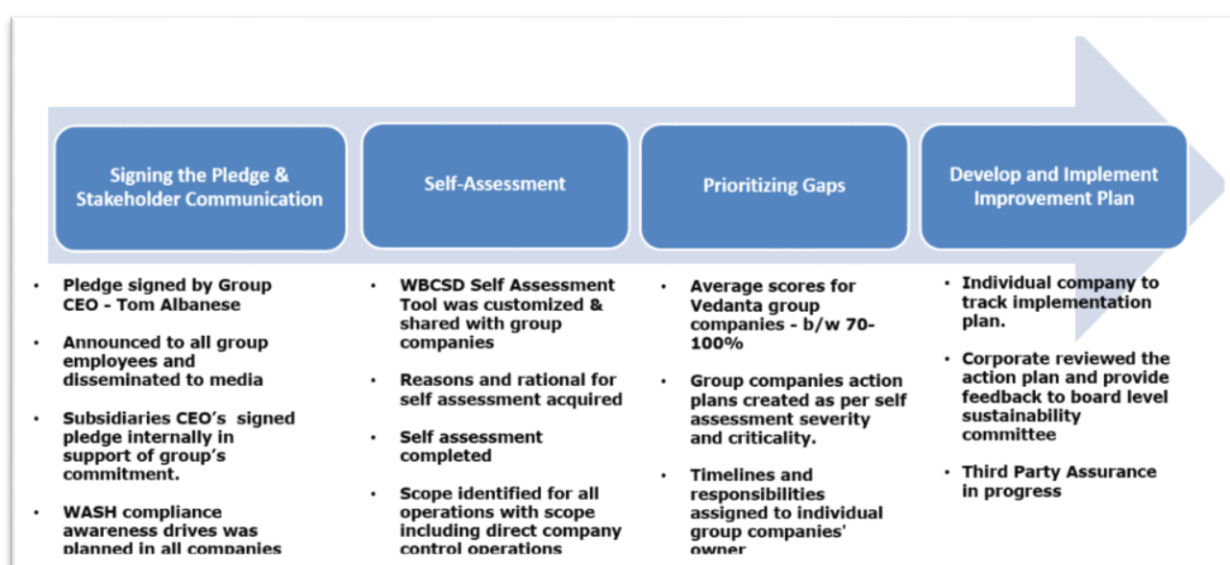 Signing the Pledge &
Stakeholder Communication
Self-Assessment
Prioritizing Gaps
Develop and Implement
Improvement Plan
• Pledge signed by Group
CEO - Tom Albanese
• Announced to all group
employees and
disseminated to media
• Subsidiaries CEO's signed
pledge internally in
support of group's
commitment.
• WASH compliance
awareness drives was
planned in all companies
• WBCSD Self Assessment
Tool was customized &
shared with group
companies
• Reasons and rational for
self assessment acquired
• Self assessment
completed
• Scope identified for all
operations with scope
including direct company
control operations
• Average scores for
Vedanta group
companies - b/w 70-
100%
• Group companies action
plans created as per self
assessment severity
and criticality.
• Timelines and
responsibilities
assigned to individual
group companies'
owner
• Individual company to
track implementation
plan.
• Corporate reviewed the
action plan and provide
feedback to board level
sustainability
committee
• Third Party Assurance
in progress